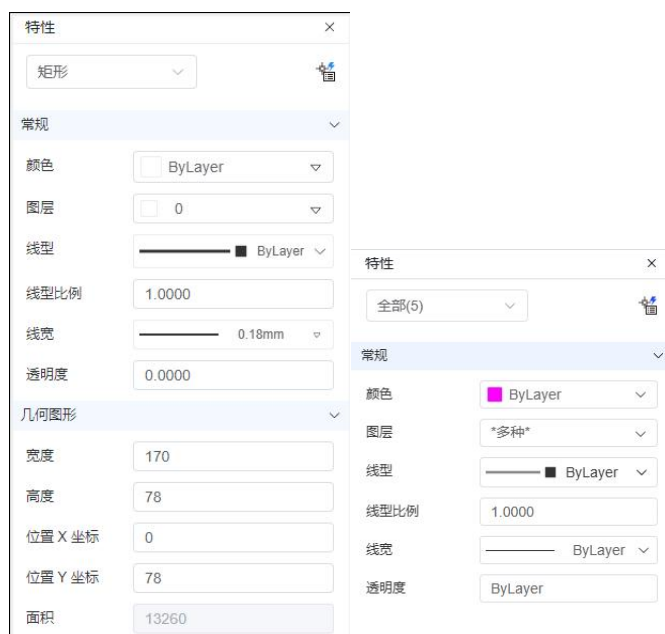 特性 ×
矩形
常规
颜色 ByLayer
图层 0
线型 ByLayer
线型比例 1.0000
线宽 0.18mm
透明度 0.0000
几何图形
宽度 170
高度 78
位置 X 坐标 0
位置 Y 坐标 78
面积 13260
特性 ×
全部(5)
常规
颜色 ByLayer
图层 *多种*
线型 ByLayer
线型比例 1.0000
线宽 ByLayer
透明度 ByLayer